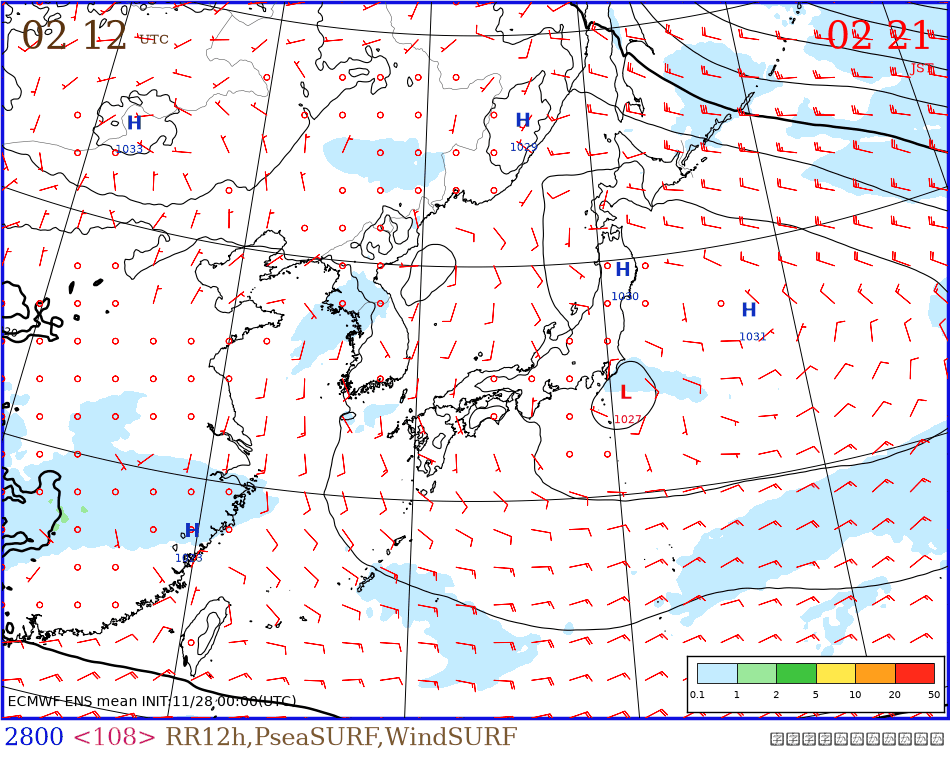 02 12 UTC
02 21
JST
H
1033
H
1029
H
1030
H
1031
L
1027
H
ECMWF ENS mean INIT:11/28 00:00(UTC)
0.1 1 2 5 10 20 50
2800 <108> RR12h,PseaSURF,WindSURF